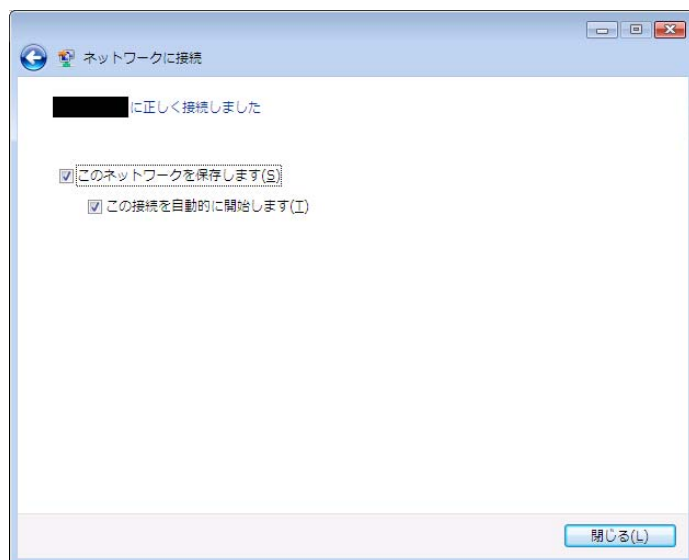 ネットワークに接続
に正しく接続しました
このネットワークを保存します(S)
この接続を自動的に開始します(T)
閉じる(L)